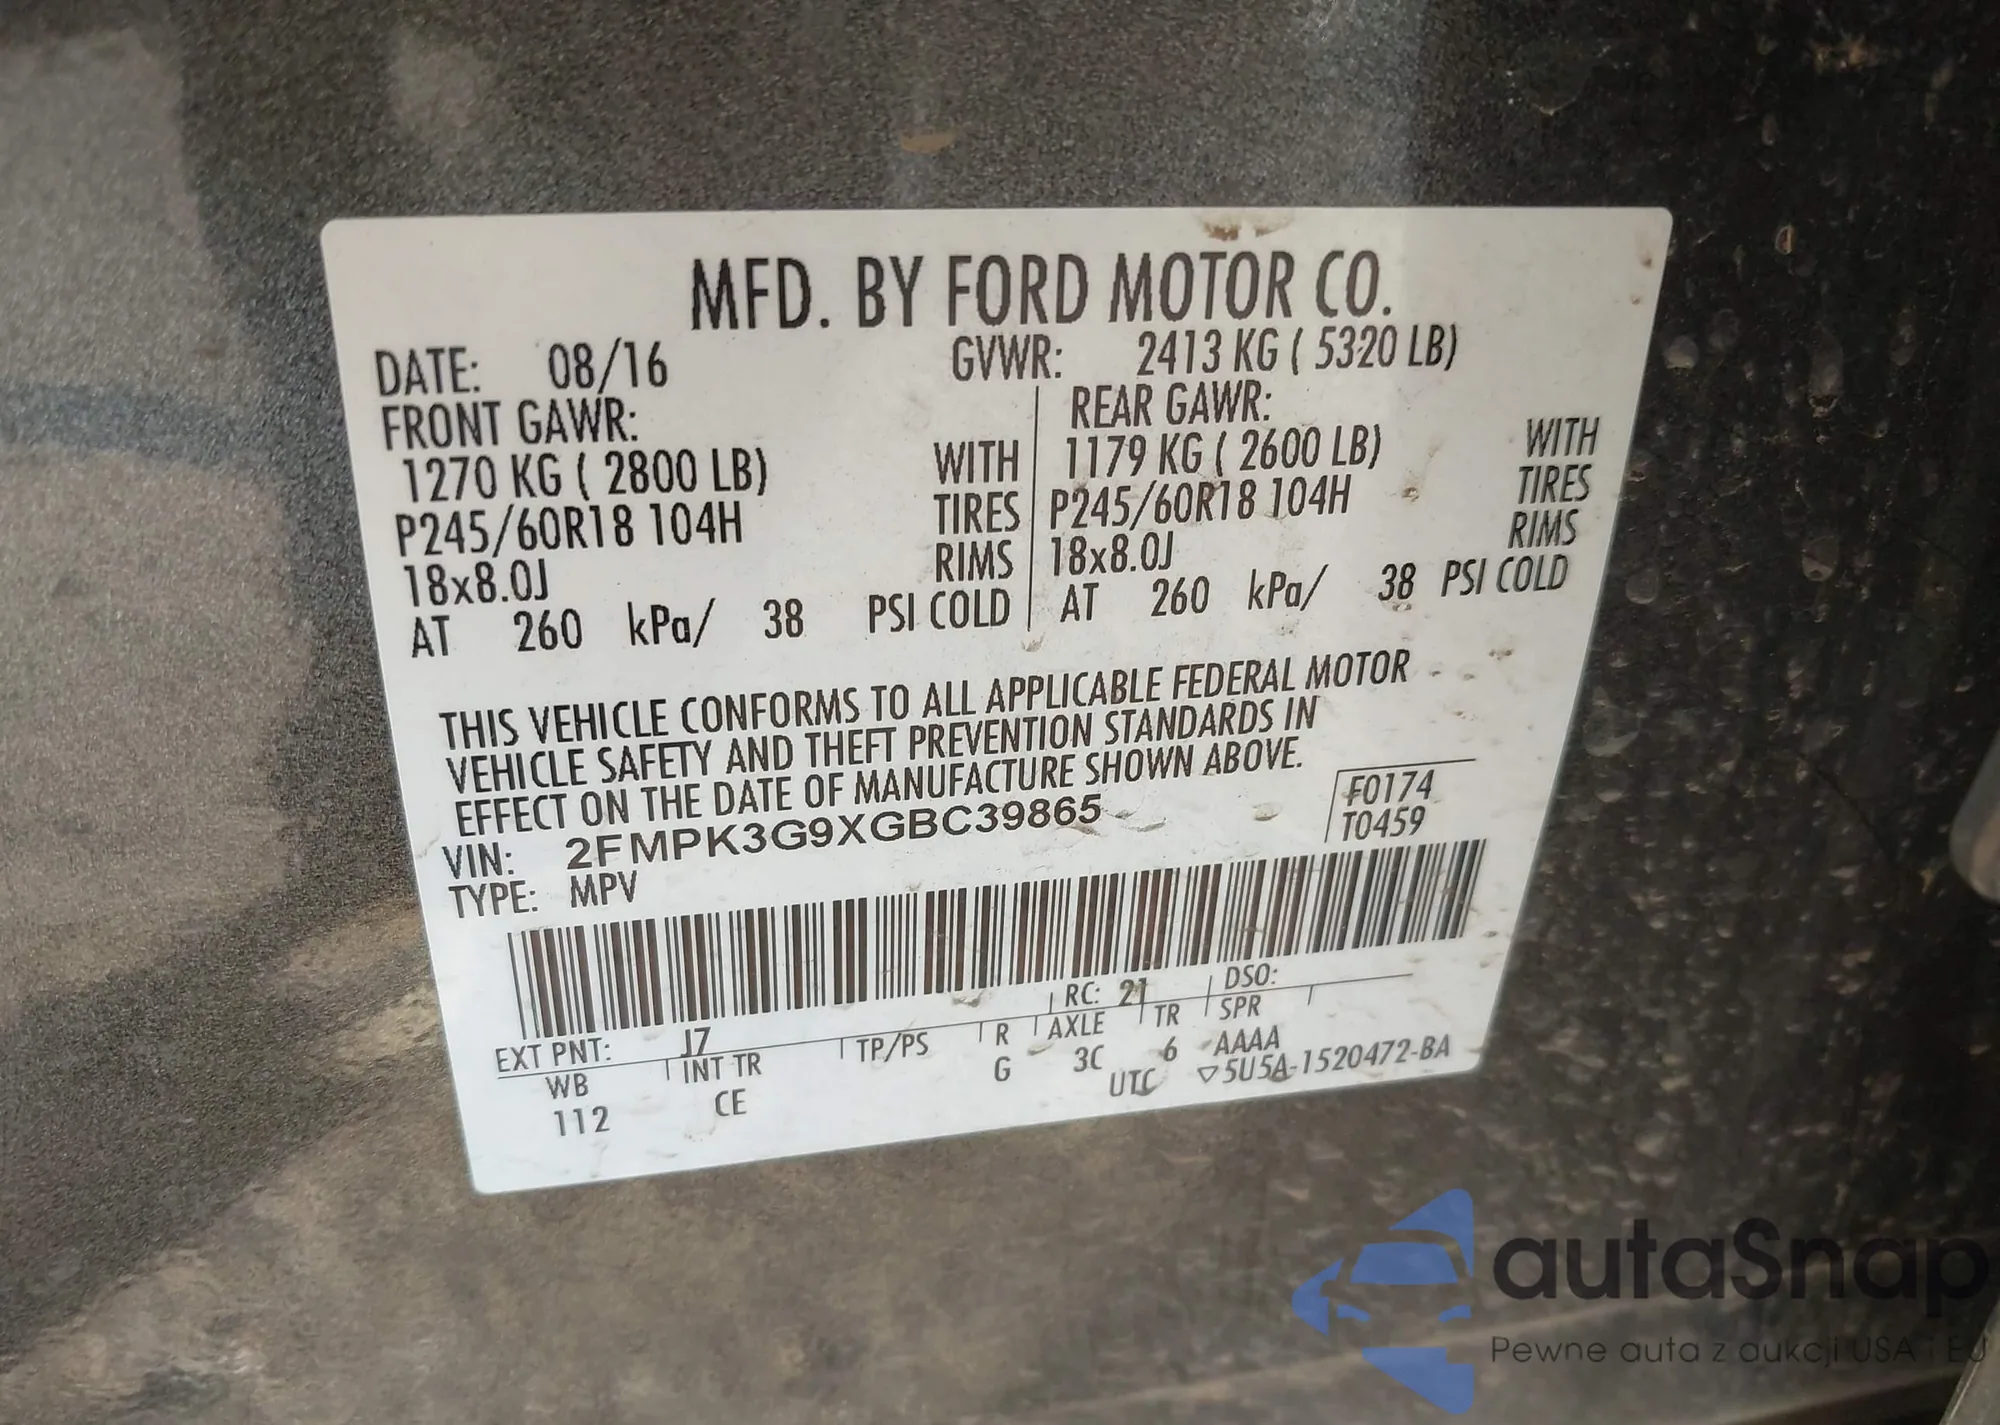 MFD. BY FORD MOTOR CO.
DATE: 08/16 GVWR: 2413 KG ( 5320 LB)
FRONT GAWR: REAR GAWR:
1270 KG ( 2800 LB) WITH 1179 KG ( 2600 LB) WITH
P245/60R18 104H TIRES P245/60R18 104H TIRES
18x8.0J RIMS 18x8.0J RIMS
AT 260 kPa/ 38 PSI COLD AT 260 kPa/ 38 PSI COLD
THIS VEHICLE CONFORMS TO ALL APPLICABLE FEDERAL MOTOR
VEHICLE SAFETY AND THEFT PREVENTION STANDARDS IN
EFFECT ON THE DATE OF MANUFACTURE SHOWN ABOVE.
VIN: 2FMPK3G9XGBC39865
F0174
T0459
TYPE: MPV
EXT PNT: J7 RC: 21 DSO:
WB INT TR TP/PS R AXLE TR SPR
112 CE G 3C 6 AAAA
UTC ▽5U5A-1520472-BA
autaSnap
Pewne auta z aukcji USA i EU